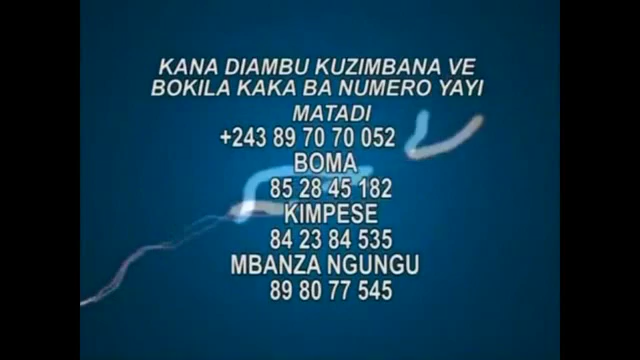 KANA DIAMBU KUZIMBANA VE
BOKILA KAKA BA NUMERO YAYI
MATADI
+243 89 70 70 052
BOMA
85 28 45 182
KIMPESE
84 23 84 535
MBANZA NGUNGU
89 80 77 545